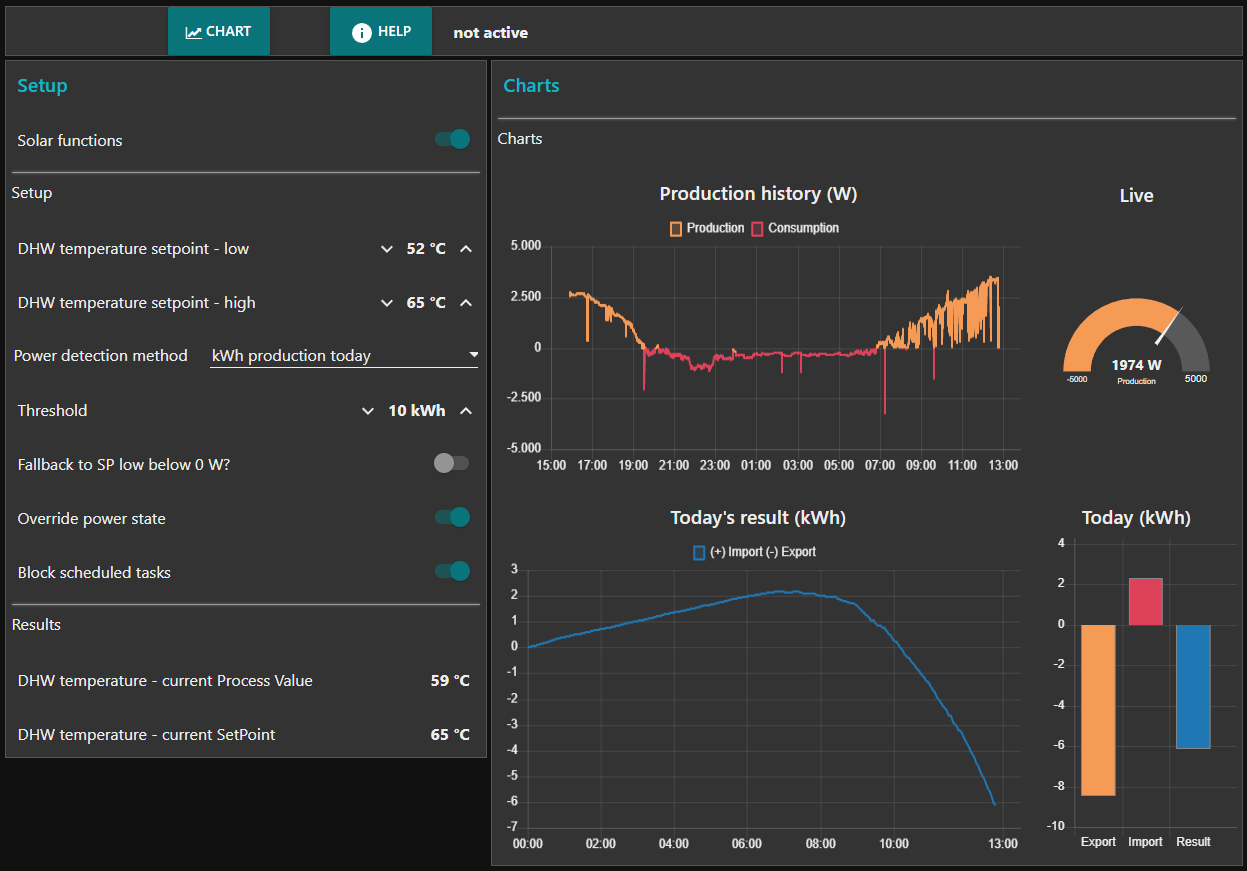 CHART
HELP
not active
Setup
Solar functions
Setup
DHW temperature setpoint - low
52 °C
DHW temperature setpoint - high
65 °C
Power detection method
kWh production today
Threshold
10 kWh
Fallback to SP low below 0 W?
Override power state
Block scheduled tasks
Results
DHW temperature - current Process Value
59 °C
DHW temperature - current SetPoint
65 °C
Charts
Charts
Production history (W)
Production Consumption
5.000
2.500
0
-2.500
-5.000
15:00 17:00 19:00 21:00 23:00 01:00 03:00 05:00 07:00 09:00 11:00 13:00
Live
1974 W
-5000 Production 5000
Today's result (kWh)
(+) Import (-) Export
3
2
1
0
-1
-2
-3
-4
-5
-6
-7
00:00 02:00 04:00 06:00 08:00 10:00 13:00
Today (kWh)
4
2
0
-2
-4
-6
-8
-10
Export Import Result